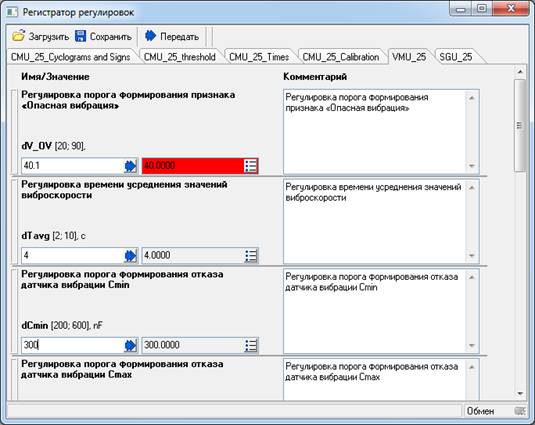 Регистратор регулировок
Загрузить Сохранить Передать
CMU_25_Cyclograms and Signs CMU_25_threshold CMU_25_Times CMU_25_Calibration VMU_25 SGU_25
Имя/Значение Комментарий
Регулировка порога формирования признака
«Опасная вибрация»
Регулировка порога формирования
признака «Опасная вибрация»
dV_OV [20; 90],
40.1 40.0000
Регулировка времени усреднения значений
виброскорости
Регулировка времени усреднения значений
виброскорости
dTavg [2; 10], с
4 4.0000
Регулировка порога формирования отказа
датчика вибрации Cmin
Регулировка порога формирования отказа
датчика вибрации Cmin
dCmin [200; 600], nF
300 300.0000
Регулировка порога формирования отказа
датчика вибрации Cmax
Регулировка порога формирования отказа
датчика вибрации Cmax
Обмен